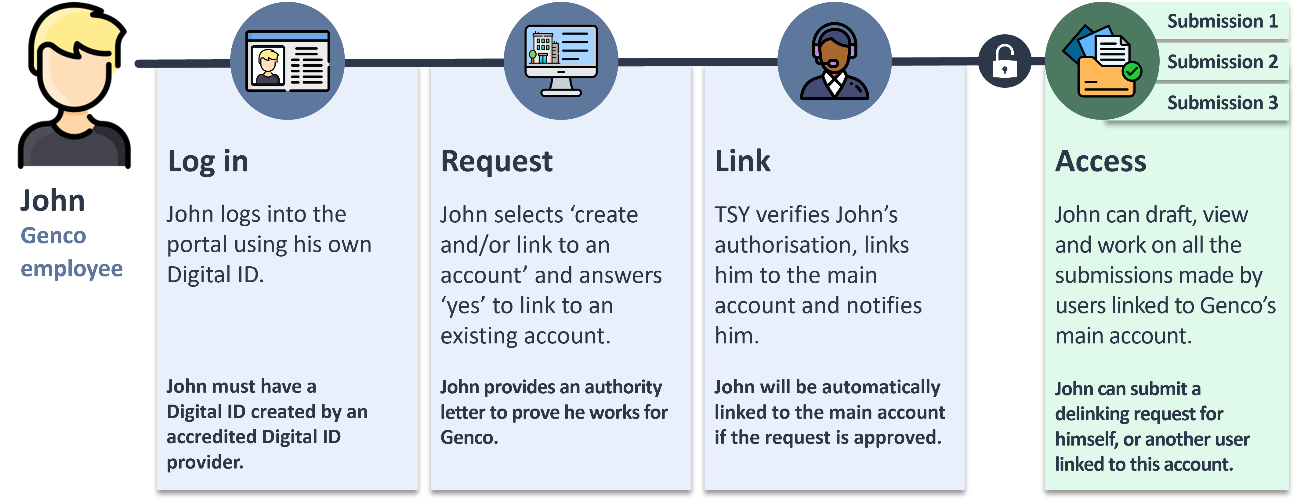 John
Genco
employee
Log in
John logs into the
portal using his own
Digital ID.
John must have a
Digital ID created by an
accredited Digital ID
provider.
Request
John selects ‘create
and/or link to an
account’ and answers
‘yes’ to link to an
existing account.
John provides an authority
letter to prove he works for
Genco.
Link
TSY verifies John’s
authorisation, links
him to the main
account and notifies
him.
John will be automatically
linked to the main account
if the request is approved.
Submission 1
Submission 2
Submission 3
Access
John can draft, view
and work on all the
submissions made by
users linked to Genco’s
main account.
John can submit a
delinking request for
himself, or another user
linked to this account.